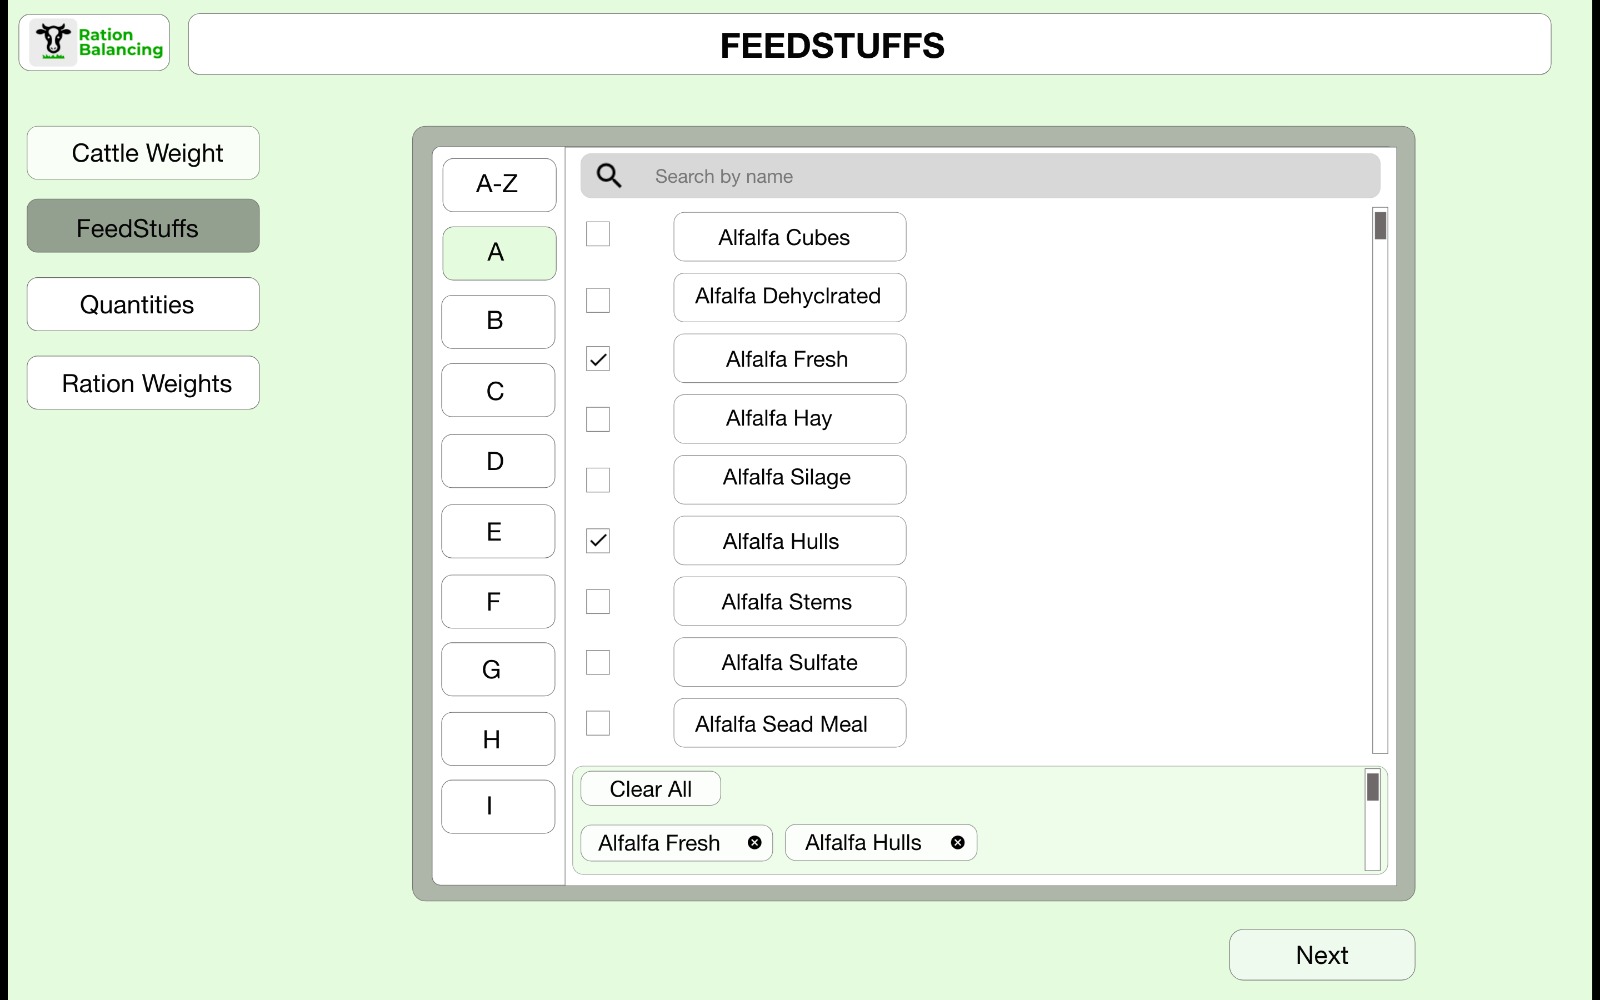 Ration
Balancing
FEEDSTUFFS
Cattle Weight
FeedStuffs
Quantities
Ration Weights
A-Z
A
B
C
D
E
F
G
H
I
Search by name
Alfalfa Cubes
Alfalfa Dehyclrated
Alfalfa Fresh
Alfalfa Hay
Alfalfa Silage
Alfalfa Hulls
Alfalfa Stems
Alfalfa Sulfate
Alfalfa Sead Meal
Clear All
Alfalfa Fresh
Alfalfa Hulls
Next